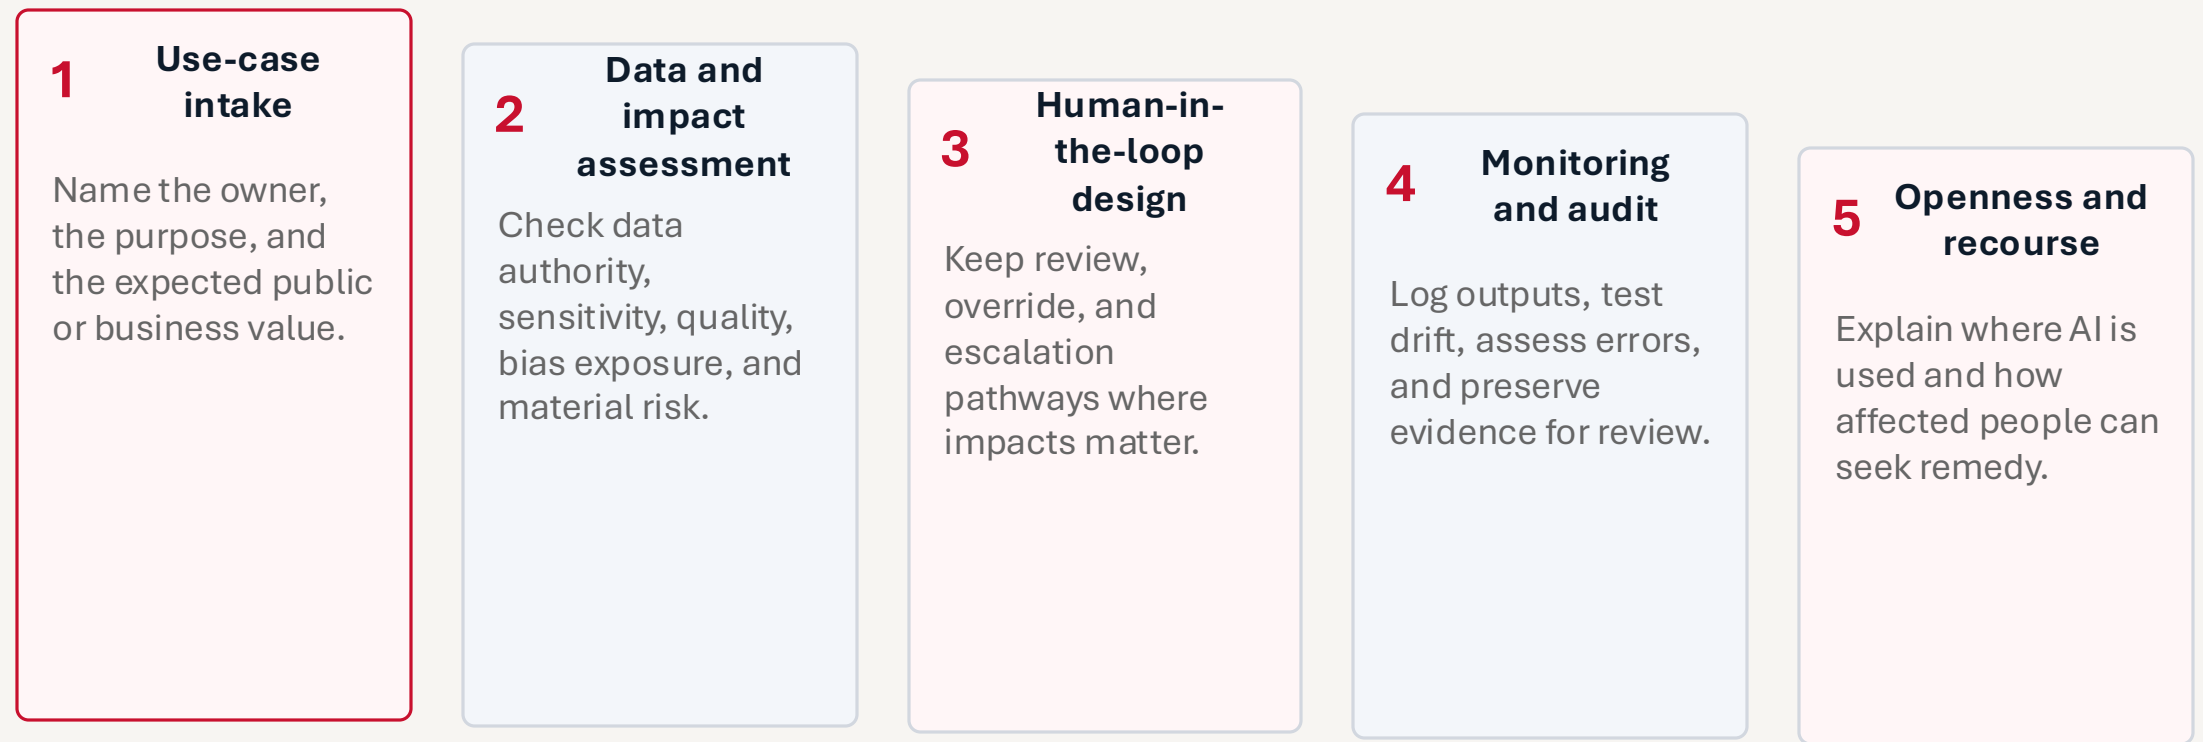 1
Use-case
intake
Name the owner,
the purpose, and
the expected public
or business value.
2
Data and
impact
assessment
Check data
authority,
sensitivity, quality,
bias exposure, and
material risk.
3
Human-in-
the-loop
design
Keep review,
override, and
escalation
pathways where
impacts matter.
4
Monitoring
and audit
Log outputs, test
drift, assess errors,
and preserve
evidence for review.
5
Openness and
recourse
Explain where AI is
used and how
affected people can
seek remedy.